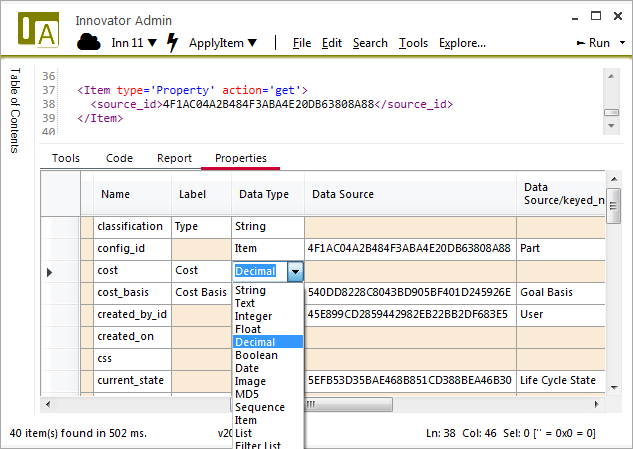 IA
Innovator Admin
Inn 11 ApplyItem File Edit Search Tools Explore... Run
Table of Contents
36
37 <Item type='Property' action='get'>
38 <source_id>4F1AC04A2B484F3ABA4E20DB63808A88</source_id>
39 </Item>
40
Tools Code Report Properties
Name Label Data Type Data Source Data
Source/keyed_n
classification Type String
config_id Item 4F1AC04A2B484F3ABA4E20DB63808A88 Part
cost Cost Decimal
cost_basis Cost Basis 540DD8228C8043BD905BF401D245926E Goal Basis
created_by_id 45E899CD2859442982EB22BB2DF683E5 User
created_on
css
current_state 5EFB53D35BAE468B851CD388BEA46B30 Life Cycle State
String
Text
Integer
Float
Decimal
Boolean
Date
Image
MD5
Sequence
Item
List
Filter List
40 item(s) found in 502 ms. v20 Ln: 38 Col: 46 Sel: 0 ['' = 0x0 = 0]